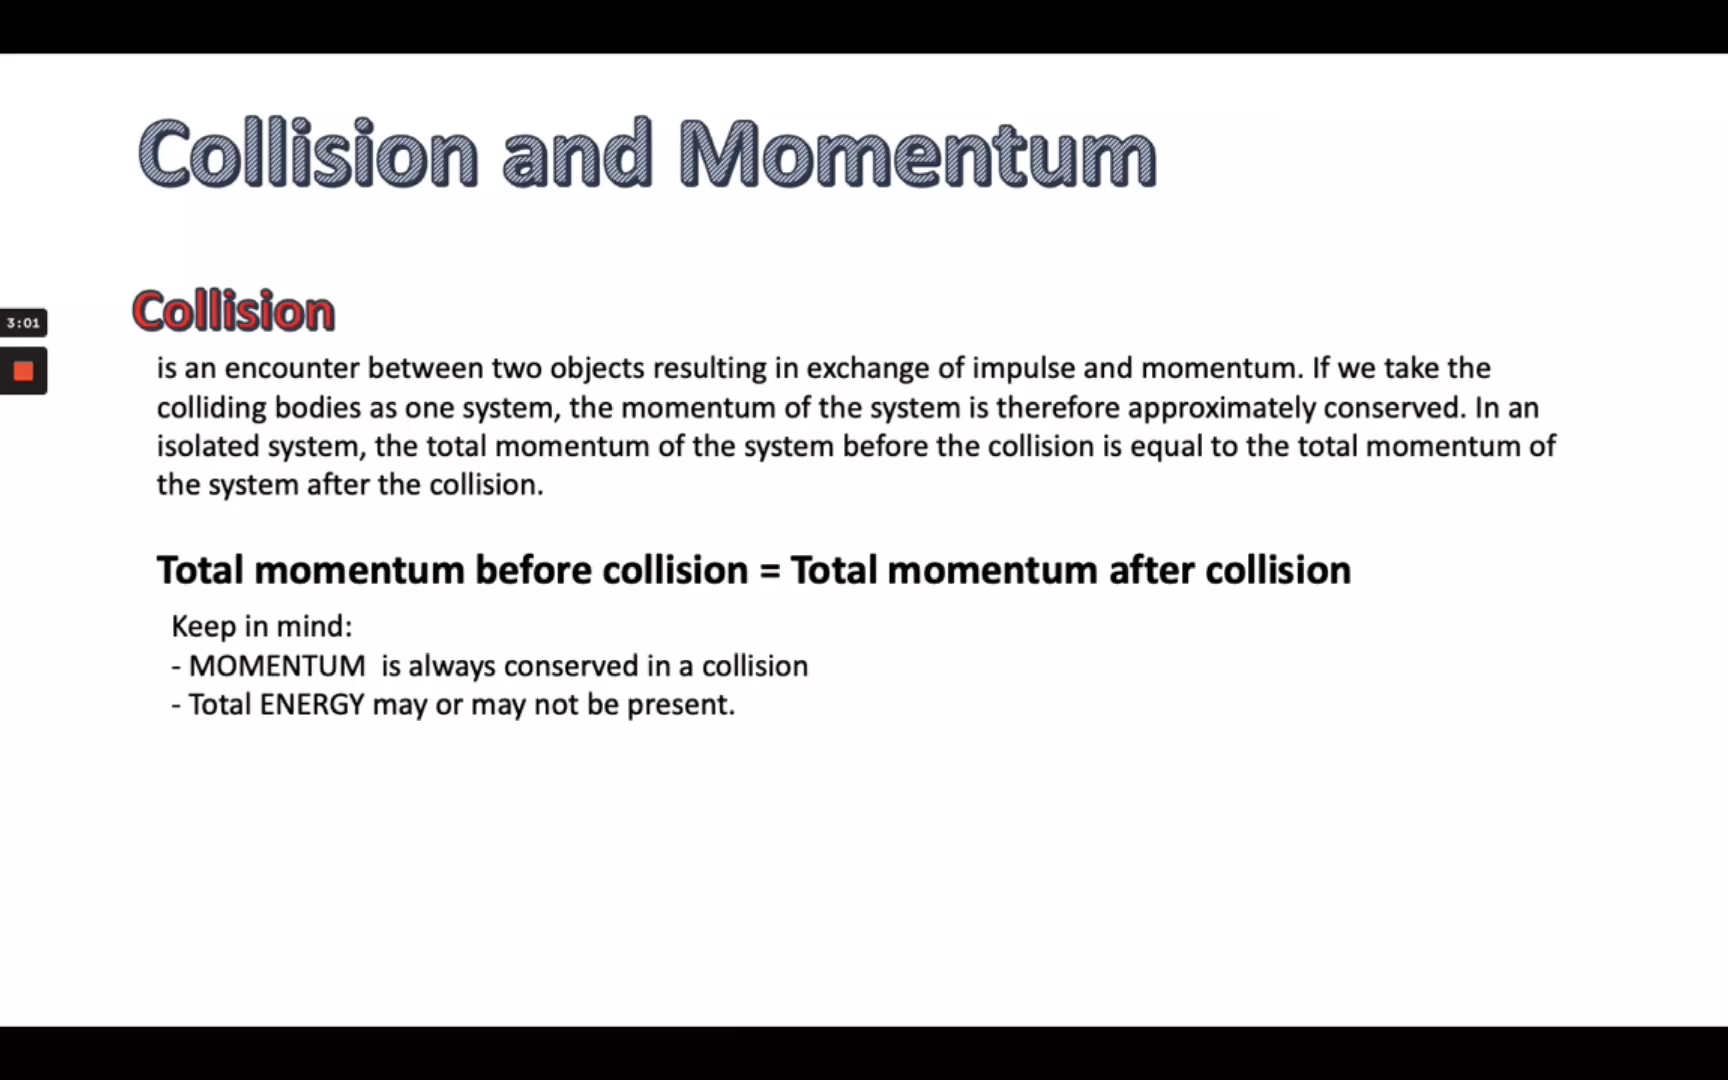 Collision and Momentum
Collision
3:01
is an encounter between two objects resulting in exchange of impulse and momentum. If we take the
colliding bodies as one system, the momentum of the system is therefore approximately conserved. In an
isolated system, the total momentum of the system before the collision is equal to the total momentum of
the system after the collision.
Total momentum before collision = Total momentum after collision
Keep in mind:
- MOMENTUM is always conserved in a collision
- Total ENERGY may or may not be present.